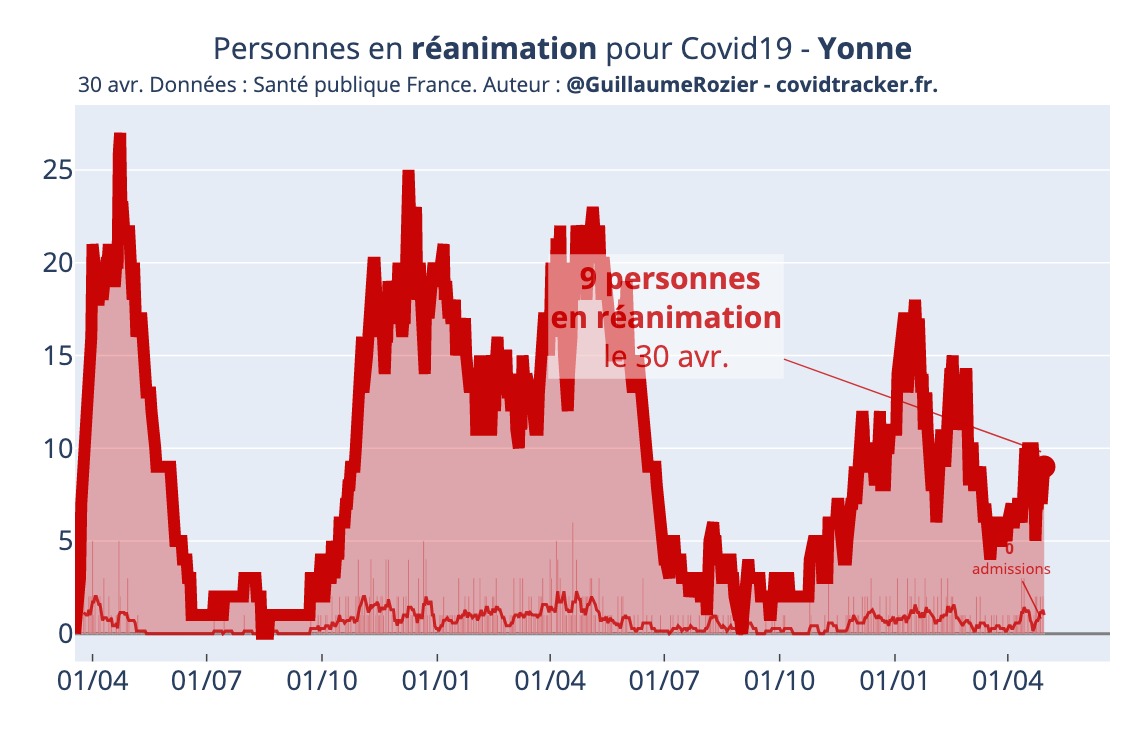 Personnes en réanimation pour Covid19 - Yonne
30 avr. Données : Santé publique France. Auteur : @GuillaumeRozier - covidtracker.fr.
25
20
15
10
5
0
9 personnes
en réanimation
le 30 avr.
0
admissions
01/04 01/07 01/10 01/01 01/04 01/07 01/10 01/01 01/04